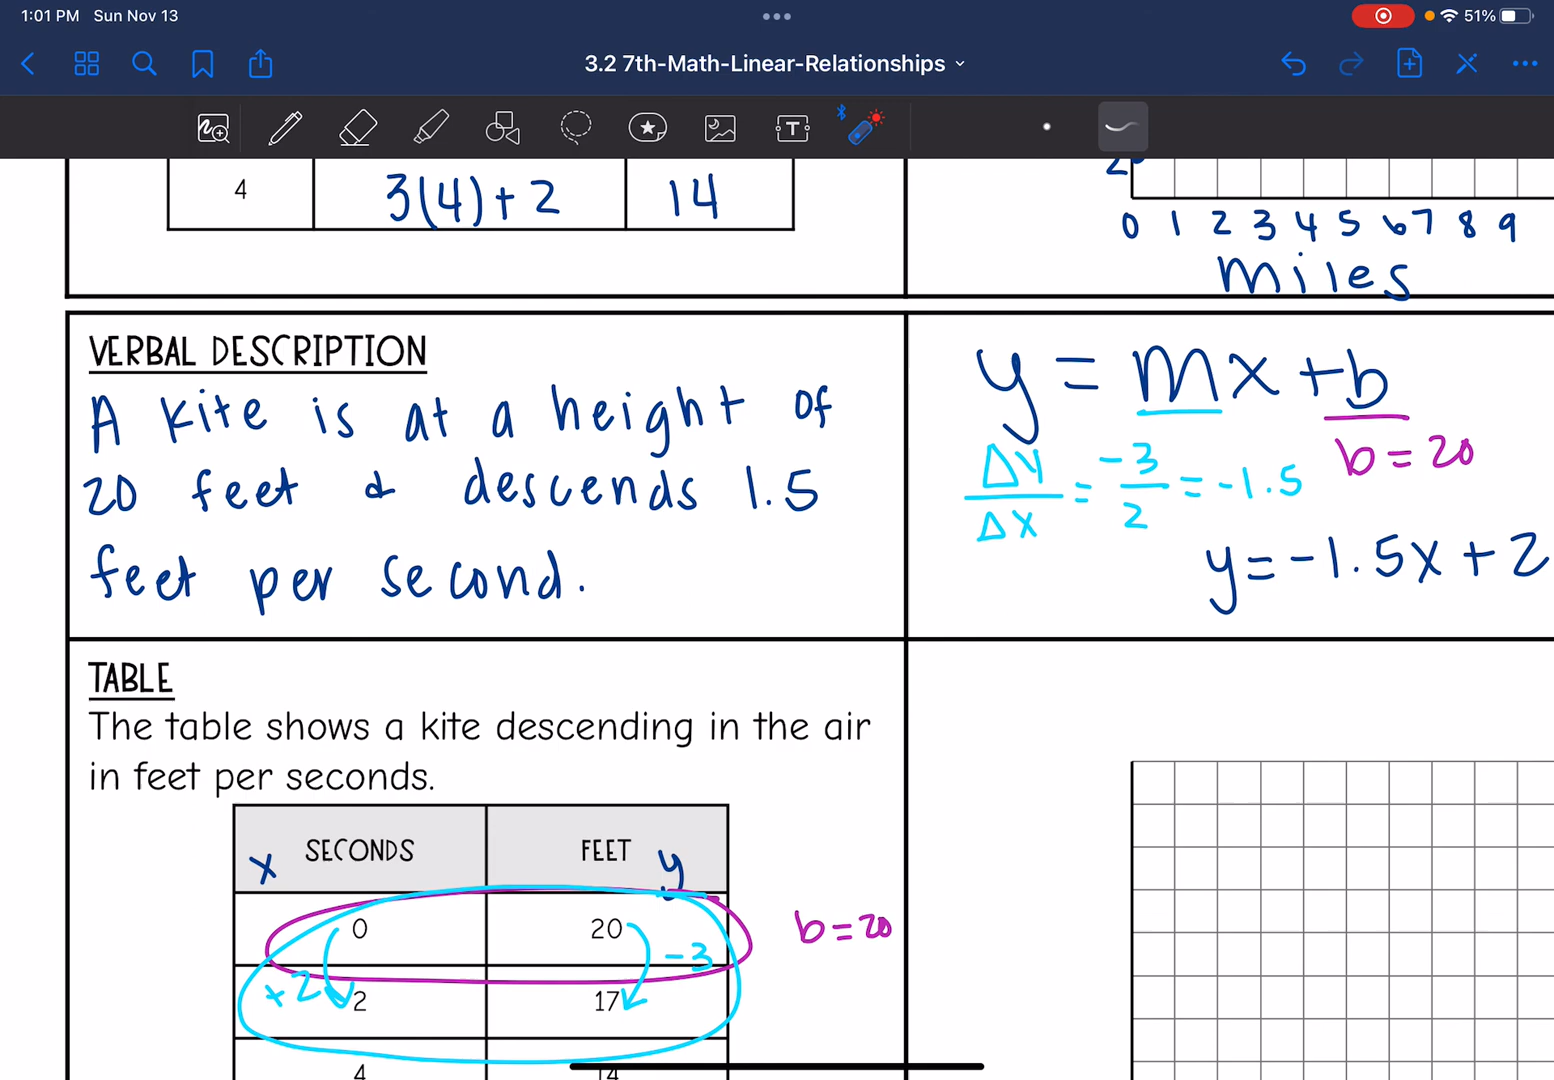 1:01 PM Sun Nov 13
51%
3.2 7th-Math-Linear-Relationships
T
4
3(4)+2
14
2
0 1 2 3 4 5 6 7 8 9
miles
VERBAL DESCRIPTION
A kite is at a height of
20 feet & descends 1.5
feet per second.
y = mx + b
b = 20
Δy/Δx = -3/2 = -1.5
y = -1.5x + 2
TABLE
The table shows a kite descending in the air
in feet per seconds.
x SECONDS
FEET y
0
20
-3
b = 20
+2
2
17
4
14